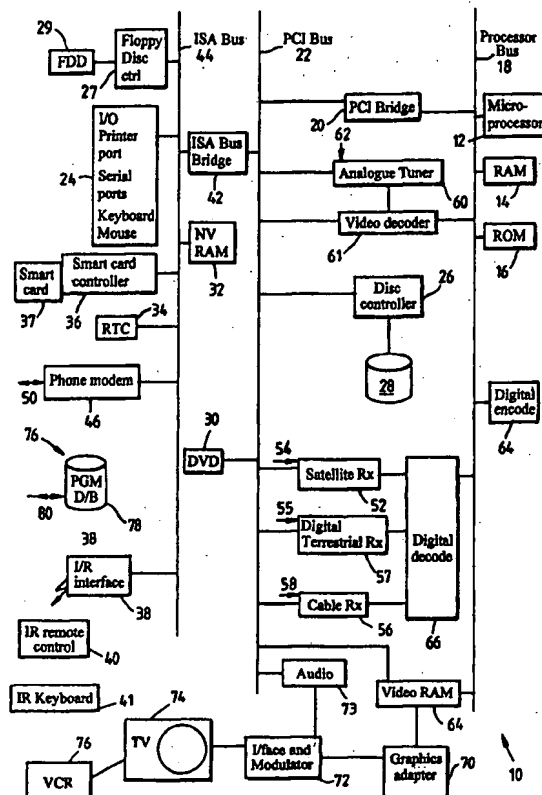 29
FDD
Floppy
Disc
ctrl
27
ISA Bus
44
PCI Bus
22
Processor
Bus
18
I/O
Printer
port
24
Serial
ports
Keyboard
Mouse
ISA Bus
Bridge
42
PCI Bridge
20
Micro-
processor
12
62
Analogue Tuner
60
RAM
14
Video decoder
61
ROM
16
NV
RAM
32
Smart card
controller
36
Smart
card
37
RTC
34
Disc
controller
26
28
Phone modem
50
46
Digital
encode
64
76
PGM
D/B
80
78
30
DVD
54
Satellite Rx
52
55
Digital
Terrestrial Rx
57
58
Cable Rx
56
Digital
decode
66
38
I/R
interface
38
IR remote
control
40
IR Keyboard
41
74
TV
76
VCR
Audio
73
Video RAM
64
I/face and
Modulator
72
Graphics
adapter
70
10